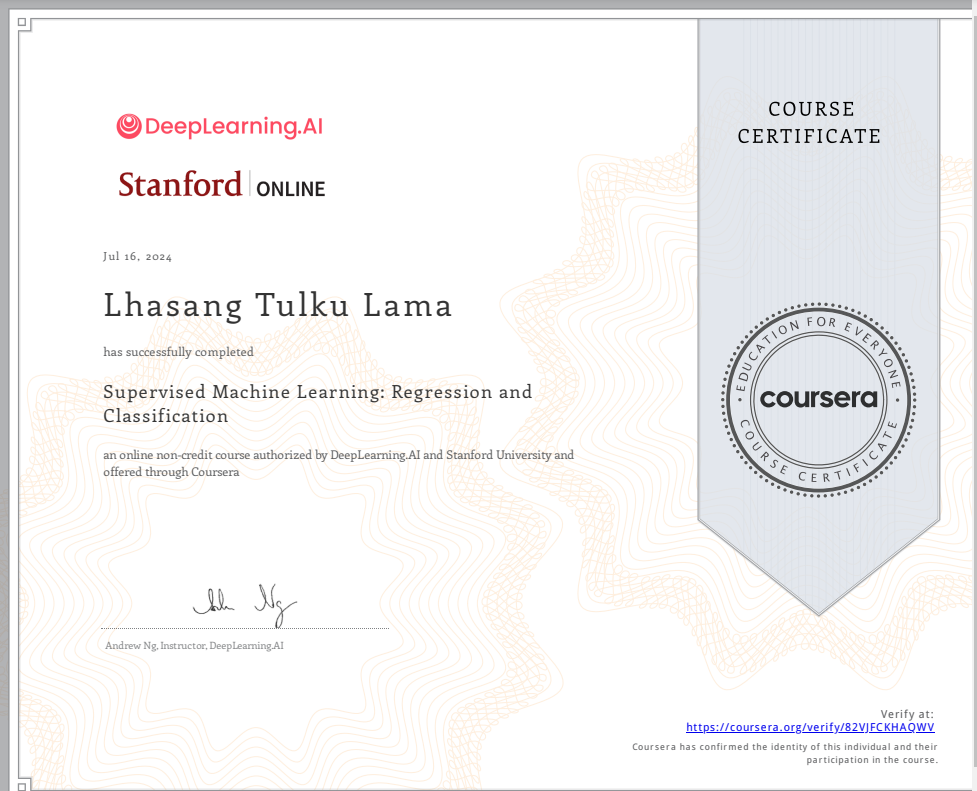 DeepLearning.AI
Stanford ONLINE
COURSE
CERTIFICATE
Jul 16, 2024
Lhasang Tulku Lama
has successfully completed
Supervised Machine Learning: Regression and
Classification
an online non-credit course authorized by DeepLearning.AI and Stanford University and
offered through Coursera
EDUCATION FOR EVERYONE
coursera
COURSE CERTIFICATE
Andrew Ng, Instructor, DeepLearning.AI
Verify at:
https://coursera.org/verify/82VJFCKHAQWV
Coursera has confirmed the identity of this individual and their
participation in the course.